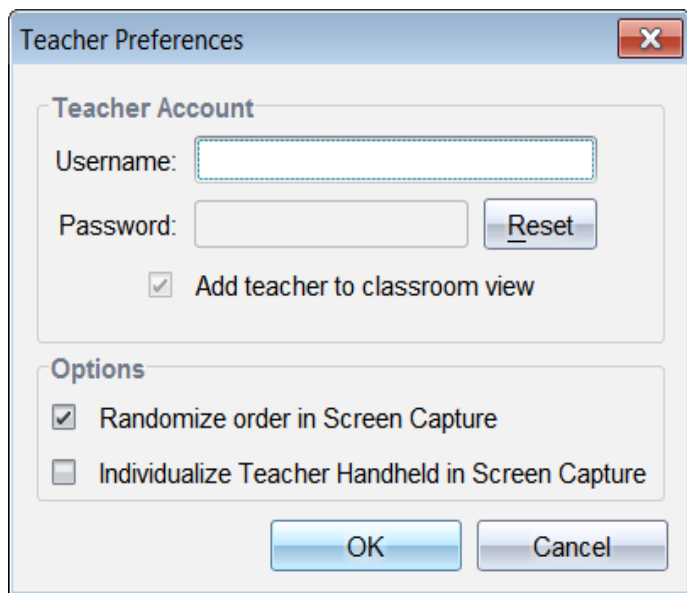 Teacher Preferences
Teacher Account
Username:
Password:
Reset
Add teacher to classroom view
Options
Randomize order in Screen Capture
Individualize Teacher Handheld in Screen Capture
OK
Cancel